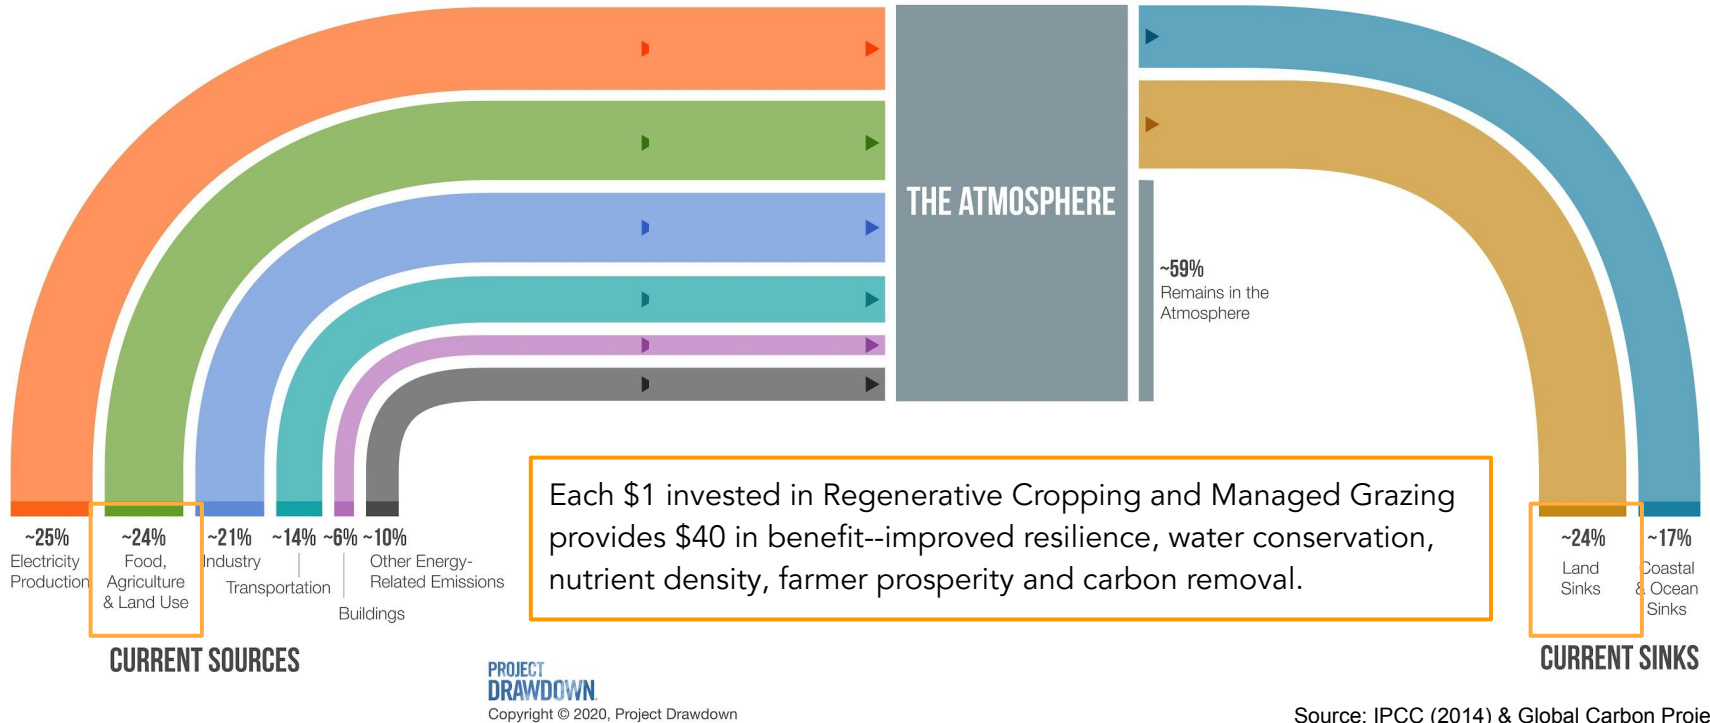 THE ATMOSPHERE
~59%
Remains in the
Atmosphere
~25%
Electricity
Production
~24%
Food,
Agriculture
& Land Use
~21%
Industry
~14%
Transportation
~6%
Buildings
~10%
Other Energy-
Related Emissions
CURRENT SOURCES
Each $1 invested in Regenerative Cropping and Managed Grazing
provides $40 in benefit--improved resilience, water conservation,
nutrient density, farmer prosperity and carbon removal.
~24%
Land
Sinks
~17%
Coastal
& Ocean
Sinks
CURRENT SINKS
PROJECT
DRAWDOWN.
Copyright © 2020, Project Drawdown
Source: IPCC (2014) & Global Carbon Proje